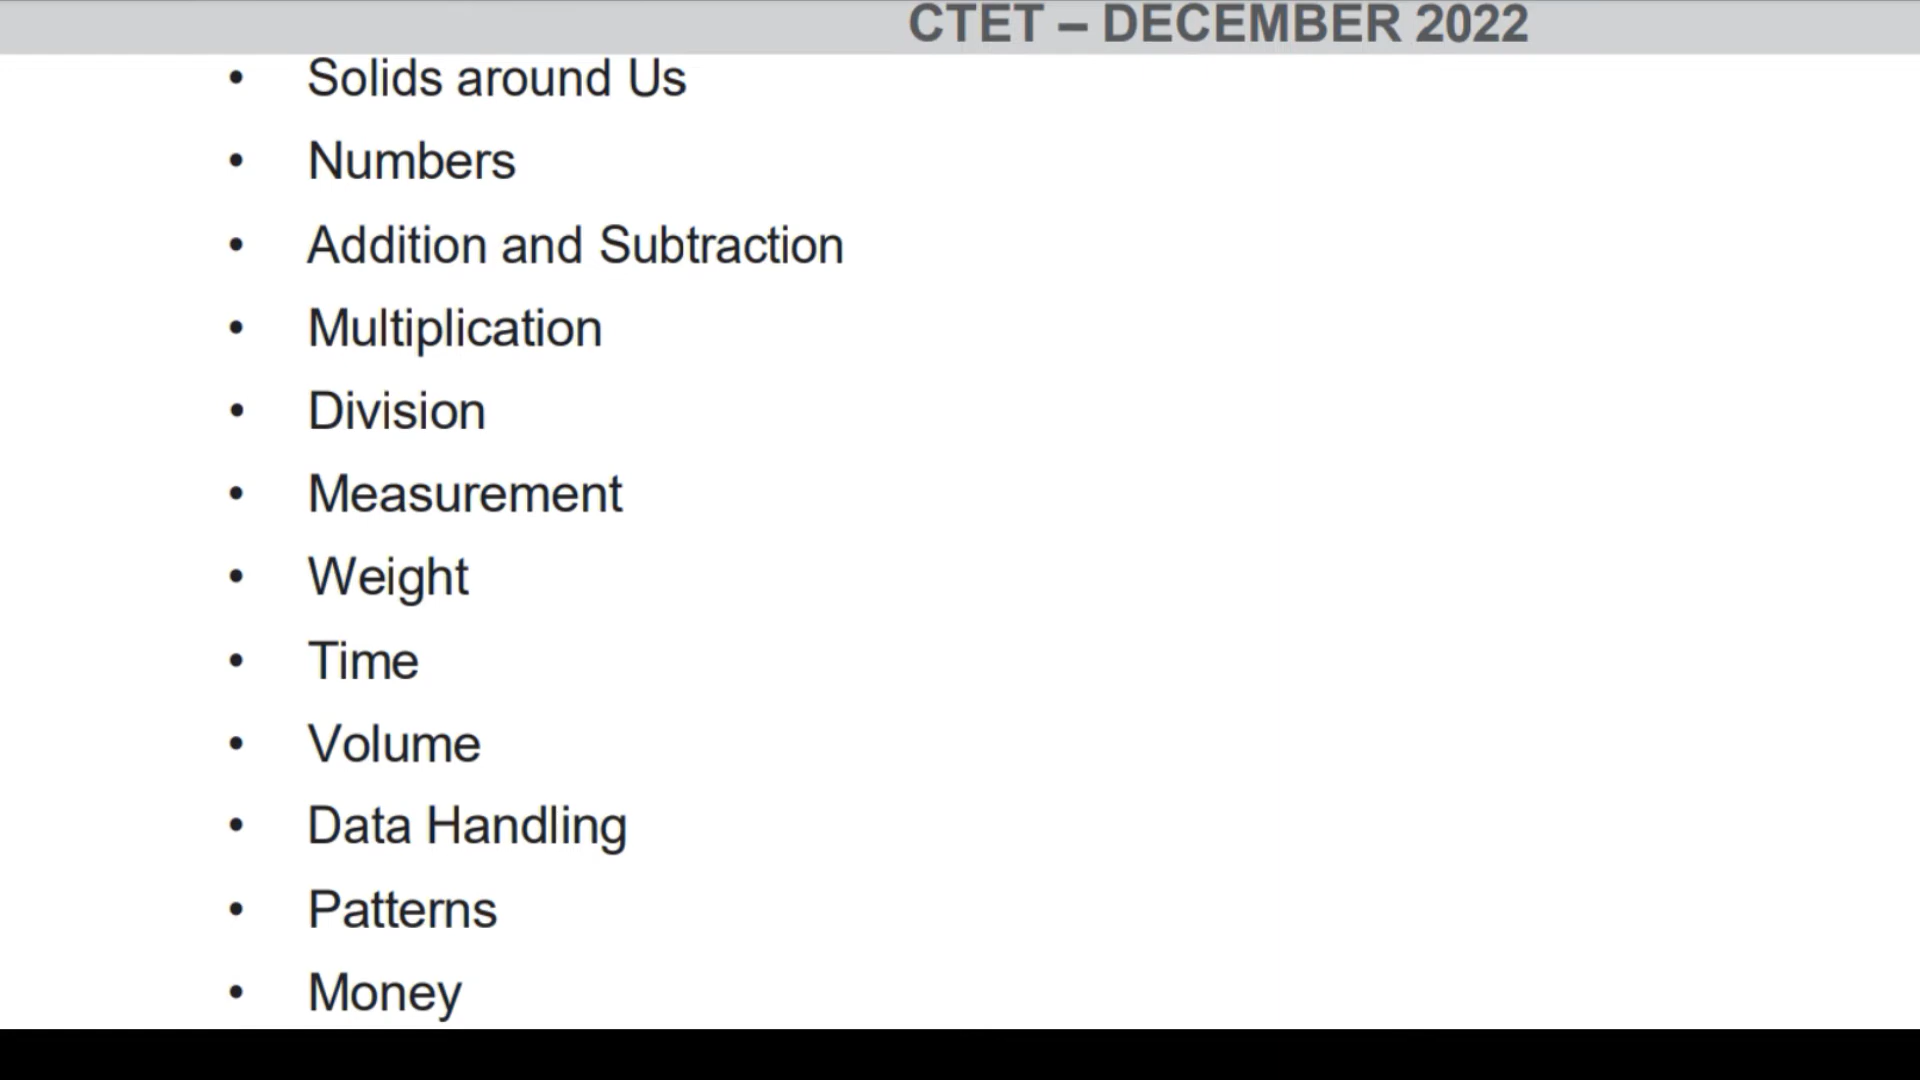 CTET – DECEMBER 2022
• Solids around Us
• Numbers
• Addition and Subtraction
• Multiplication
• Division
• Measurement
• Weight
• Time
• Volume
• Data Handling
• Patterns
• Money